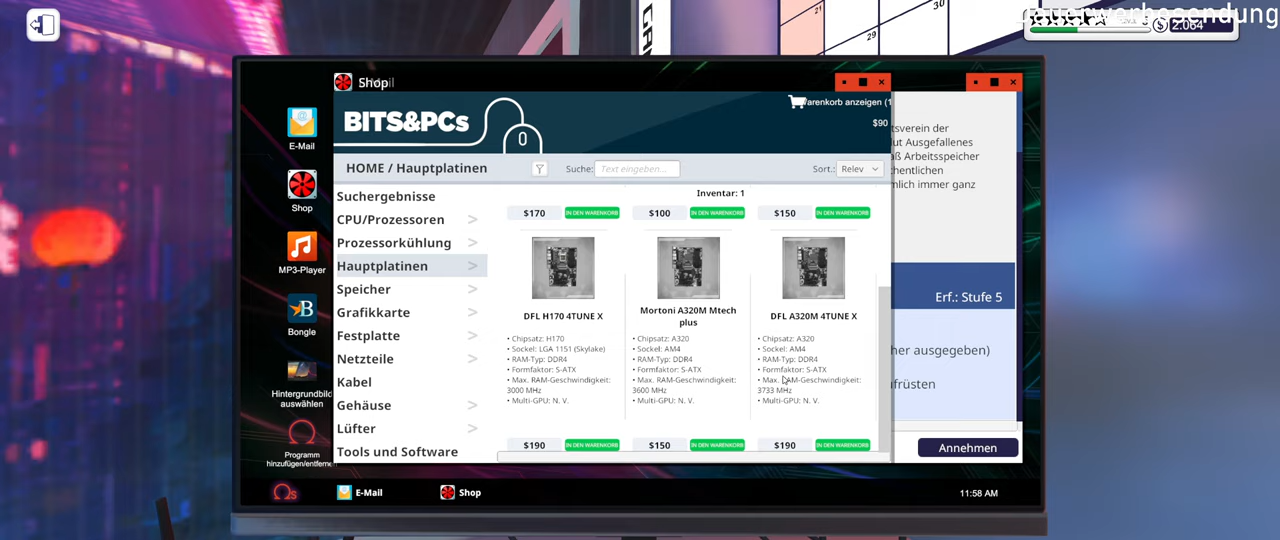 Dauerwerbesendung
21
30
29
$ 2.064
Shop
BITS&PCs
Warenkorb anzeigen (1
$90
HOME / Hauptplatinen
Suche: Text eingeben...
Sort.: Relev
Suchergebnisse
CPU/Prozessoren >
Prozessorkühlung >
Hauptplatinen >
Speicher >
Grafikkarte >
Festplatte >
Netzteile >
Kabel
Gehäuse >
Lüfter >
Tools und Software
Inventar: 1
$170 IN DEN WARENKORB
$100 IN DEN WARENKORB
$150 IN DEN WARENKORB
DFL H170 4TUNE X
• Chipsatz: H170
• Sockel: LGA 1151 (Skylake)
• RAM-Typ: DDR4
• Formfaktor: S-ATX
• Max. RAM-Geschwindigkeit:
3000 MHz
• Multi-GPU: N. V.
$190 IN DEN WARENKORB
Mortoni A320M Mtech
plus
• Chipsatz: A320
• Sockel: AM4
• RAM-Typ: DDR4
• Formfaktor: S-ATX
• Max. RAM-Geschwindigkeit:
3600 MHz
• Multi-GPU: N. V.
$150 IN DEN WARENKORB
DFL A320M 4TUNE X
• Chipsatz: A320
• Sockel: AM4
• RAM-Typ: DDR4
• Formfaktor: S-ATX
• Max. RAM-Geschwindigkeit:
3733 MHz
• Multi-GPU: N. V.
$190 IN DEN WARENKORB
tsverein der
ut Ausgefallenes
aß Arbeitsspeicher
chentlichen
mlich immer ganz
Erf.: Stufe 5
her ausgegeben)
ufrüsten
Annehmen
E-Mail
Shop
MP3-Player
Bongle
Hintergrundbild
auswählen
Programm
hinzufügen/entfernen
Ωs
E-Mail
Shop
11:58 AM